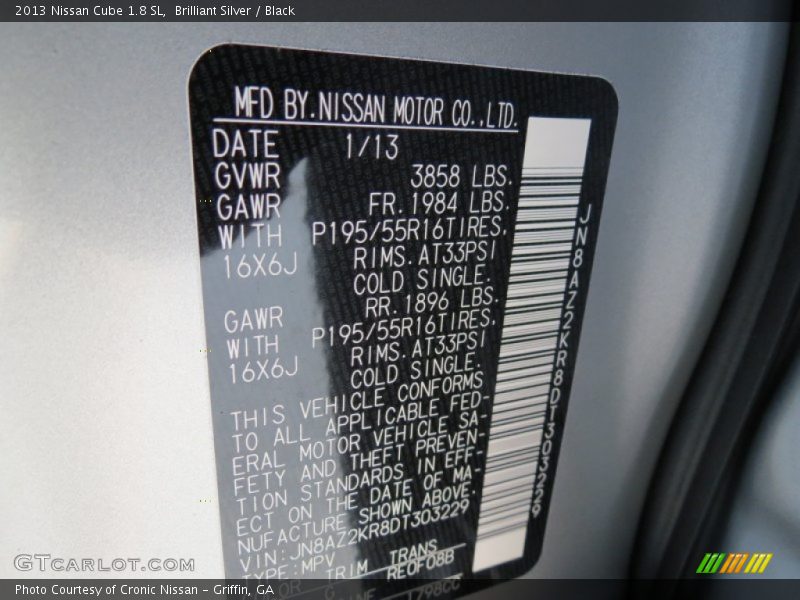 2013 Nissan Cube 1.8 SL, Brilliant Silver / Black
MFD BY.NISSAN MOTOR CO.,LTD.
DATE 1/13
GVWR 3858 LBS.
GAWR FR. 1984 LBS.
WITH P195/55R16TIRES.
16X6J RIMS.AT33PSI
COLD SINGLE.
GAWR RR. 1896 LBS.
WITH P195/55R16TIRES.
16X6J RIMS.AT33PSI
COLD SINGLE.
THIS VEHICLE CONFORMS
TO ALL APPLICABLE FED-
ERAL MOTOR VEHICLE SA-
FETY AND THEFT PREVEN-
TION STANDARDS IN EFF-
ECT ON THE DATE OF MA-
NUFACTURE SHOWN ABOVE.
VIN:JN8AZ2KR8DT303229
TYPE:MPV
TRIM TRANS
RE0F08B
1798CC
JN8AZ2KR8DT303229
GTCARLOT.COM
Photo Courtesy of Cronic Nissan - Griffin, GA